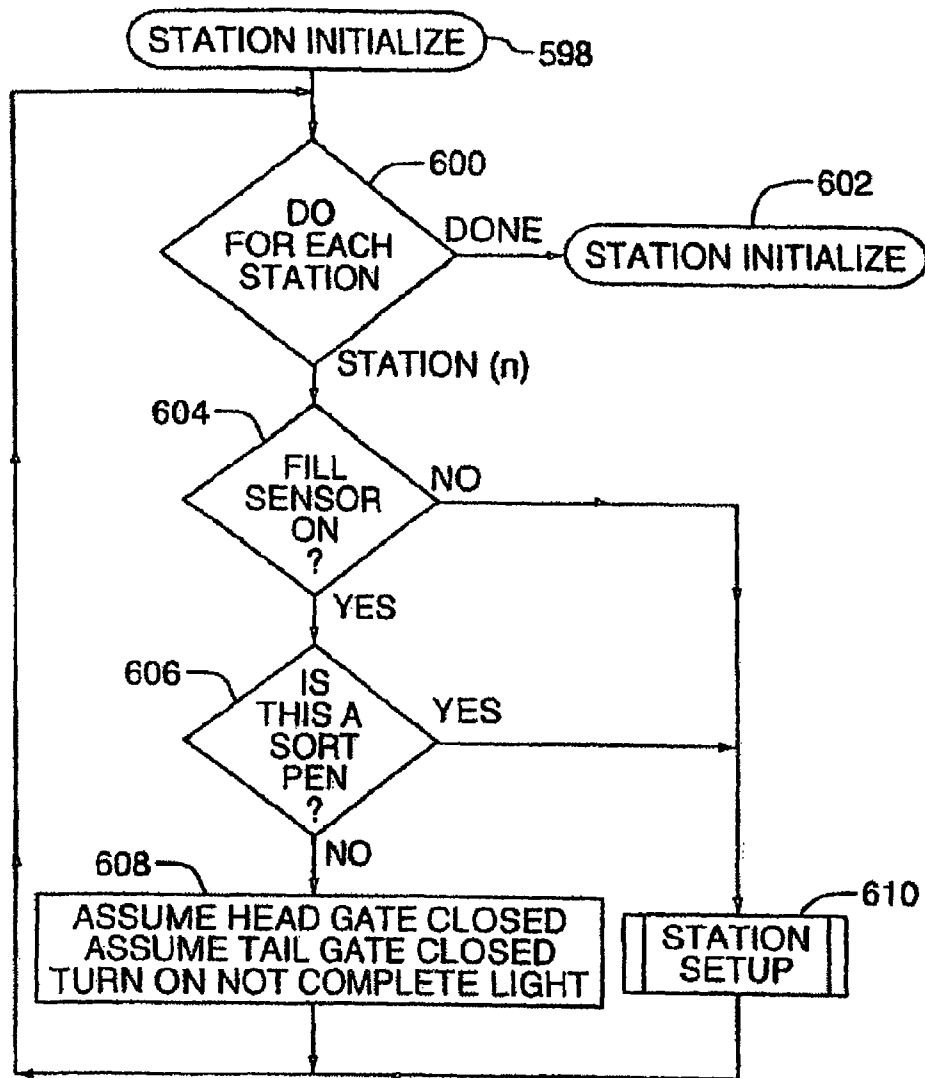 STATION INITIALIZE
598
600
DO
FOR EACH
STATION
DONE
602
STATION INITIALIZE
STATION (n)
604
FILL
SENSOR
ON
?
NO
YES
606
IS
THIS A
SORT
PEN
?
YES
NO
608
ASSUME HEAD GATE CLOSED
ASSUME TAIL GATE CLOSED
TURN ON NOT COMPLETE LIGHT
610
STATION
SETUP